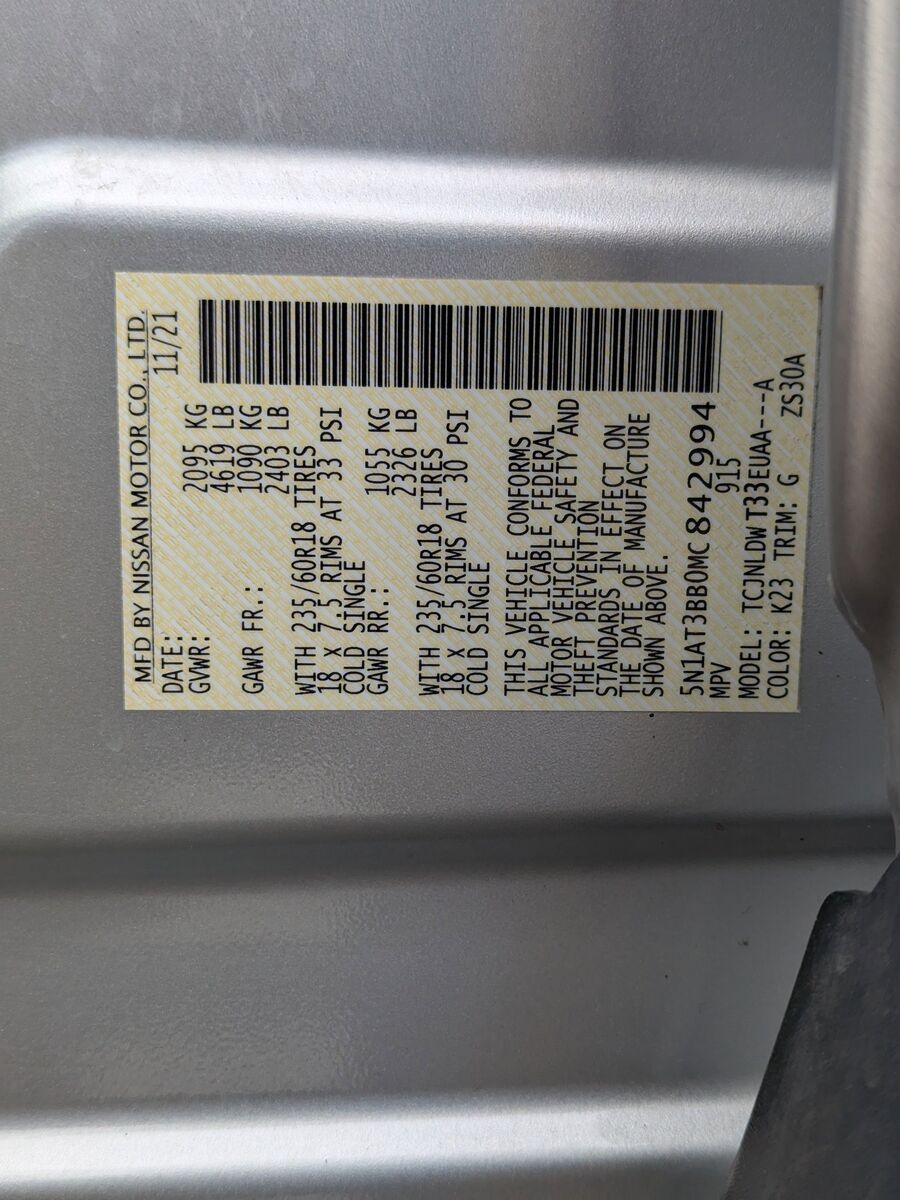 MFD BY NISSAN MOTOR CO., LTD.
DATE: 11/21
GVWR: 2095 KG
4619 LB
GAWR FR.: 1090 KG
2403 LB
WITH 235/60R18 TIRES
18 X 7.5 RIMS AT 33 PSI
COLD SINGLE
GAWR RR.: 1055 KG
2326 LB
WITH 235/60R18 TIRES
18 X 7.5 RIMS AT 30 PSI
COLD SINGLE
THIS VEHICLE CONFORMS TO
ALL APPLICABLE FEDERAL
MOTOR VEHICLE SAFETY AND
THEFT PREVENTION
STANDARDS IN EFFECT ON
THE DATE OF MANUFACTURE
SHOWN ABOVE.
5N1AT3BB0MC842994
MPV 915
MODEL: TCJNLDW T33EUAA---A
COLOR: K23 TRIM: G ZS30A